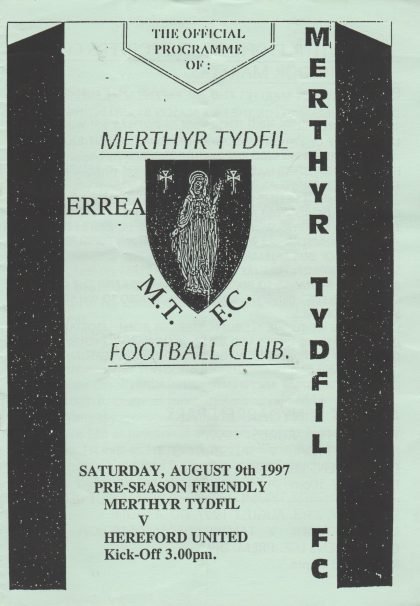 THE OFFICIAL
PROGRAMME
OF :
MERTHYR TYDFIL
ERREA
M.T. F.C.
FOOTBALL CLUB.
SATURDAY, AUGUST 9th 1997
PRE-SEASON FRIENDLY
MERTHYR TYDFIL
V
HEREFORD UNITED
Kick-Off 3.00pm.
MERTHYR TYDFIL FC